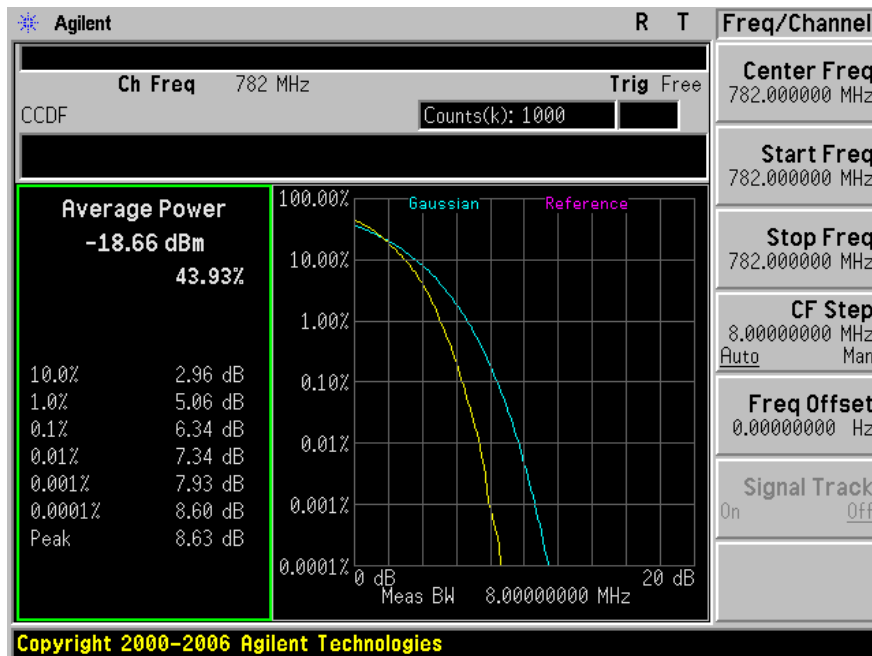 Agilent R T Freq/Channel
Ch Freq 782 MHz Trig Free
CCDF Counts(k): 1000
Center Freq
782.000000 MHz
Start Freq
782.000000 MHz
Stop Freq
782.000000 MHz
CF Step
8.00000000 MHz
Auto Man
Freq Offset
0.00000000 Hz
Signal Track
On Off
Average Power
-18.66 dBm
43.93%
10.0% 2.96 dB
1.0% 5.06 dB
0.1% 6.34 dB
0.01% 7.34 dB
0.001% 7.93 dB
0.0001% 8.60 dB
Peak 8.63 dB
Gaussian Reference
100.00%
10.00%
1.00%
0.10%
0.01%
0.001%
0.0001%
0 dB 20 dB
Meas BW 8.00000000 MHz
Copyright 2000-2006 Agilent Technologies